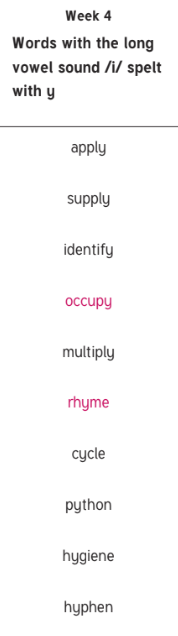 Week 4
Words with the long
vowel sound /i/ spelt
with y
apply
supply
identify
occupy
multiply
rhyme
cycle
python
hygiene
hyphen